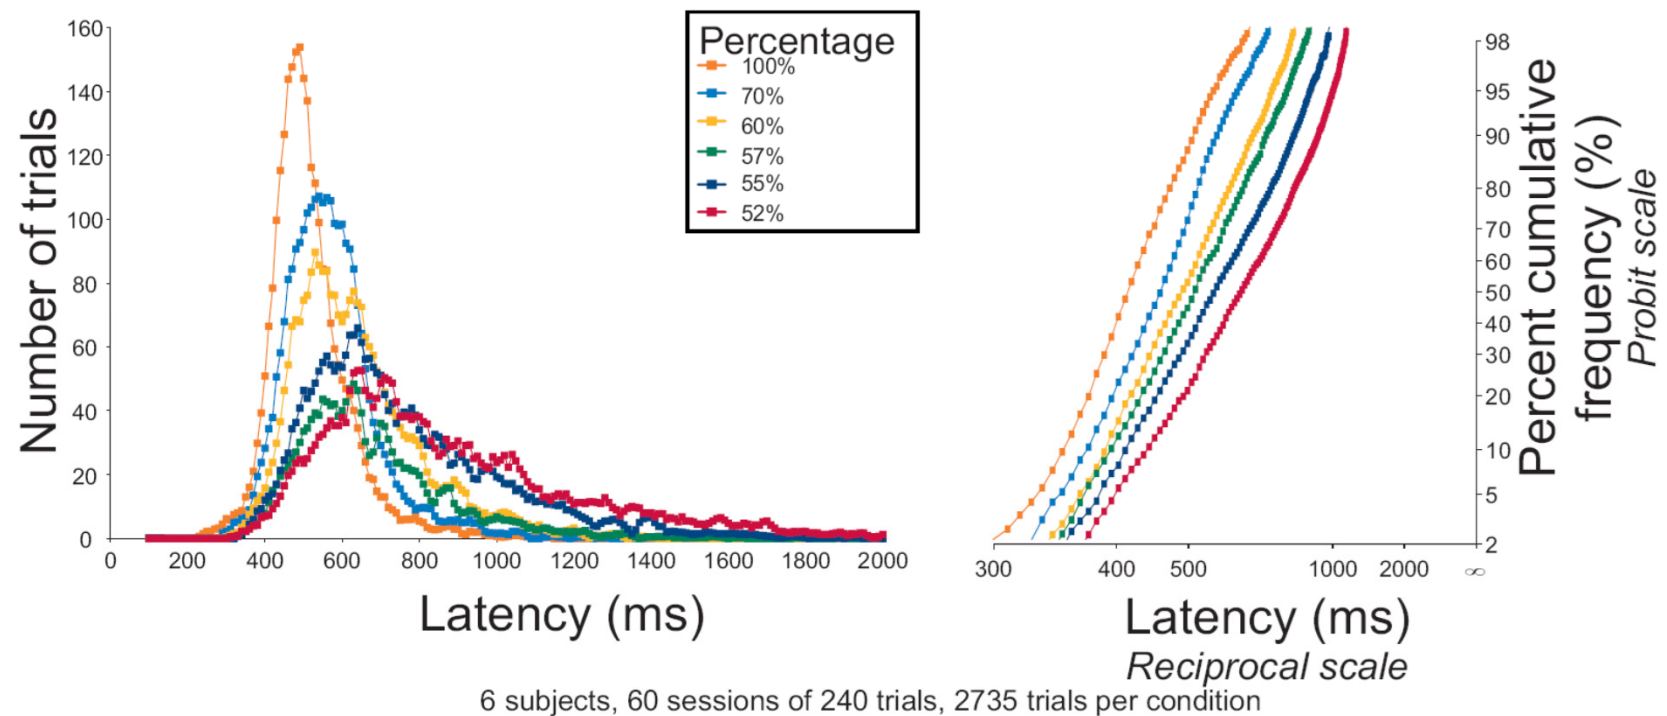 160
140
120
100
80
60
40
20
0
Number of trials
0 200 400 600 800 1000 1200 1400 1600 1800 2000
Latency (ms)
Percentage
100%
70%
60%
57%
55%
52%
98
95
90
80
70
60
50
40
30
20
10
5
2
Percent cumulative
frequency (%)
Probit scale
300 400 500 1000 2000 ∞
Latency (ms)
Reciprocal scale
6 subjects, 60 sessions of 240 trials, 2735 trials per condition